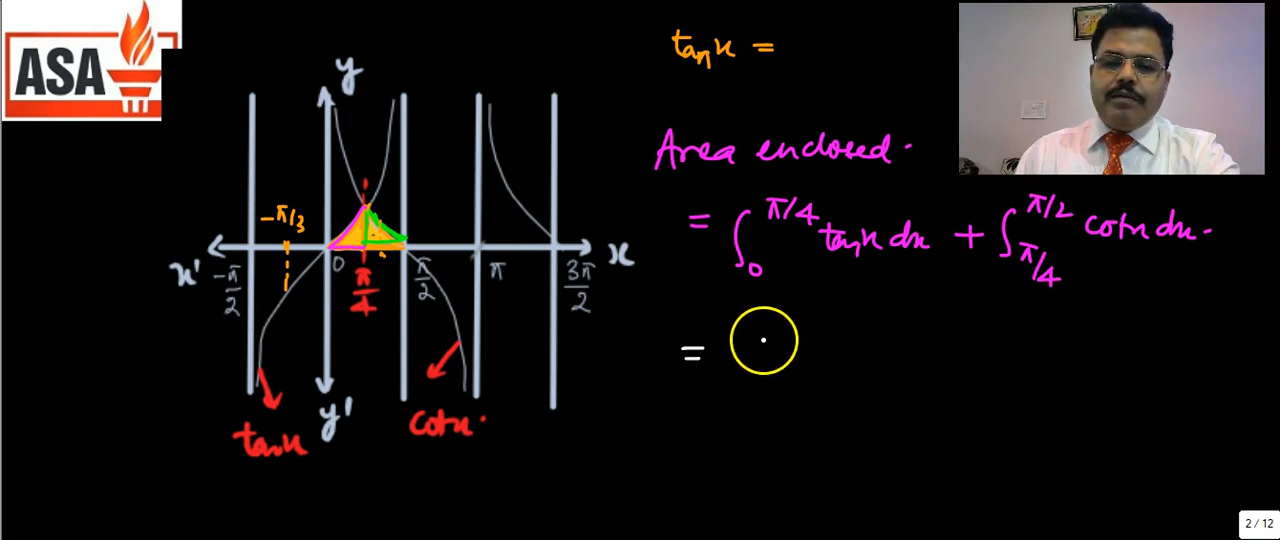 ASA
y
-π/3
x'
-π/2
0
π/4
π/2
π
3π/2
x
y'
tanx
cotx.
tanx =
Area enclosed.
= ∫₀^π/4 tanx dx + ∫π/4^π/2 cotx dx.
=
2 / 12